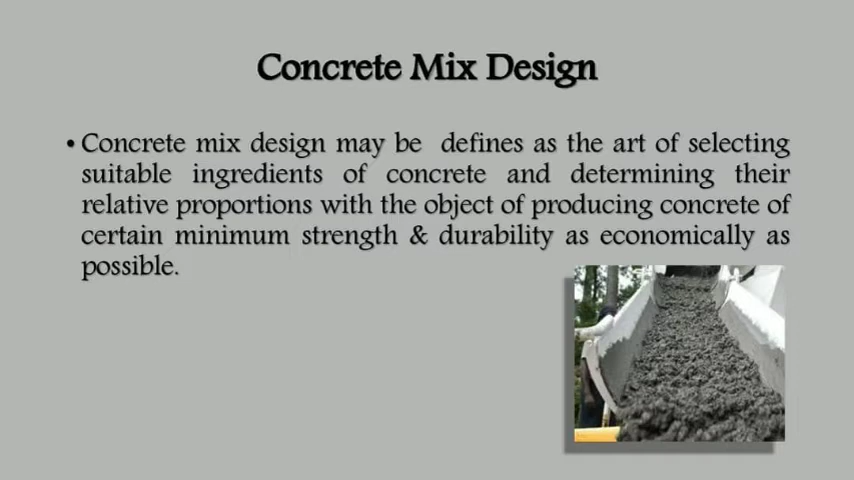 Concrete Mix Design
• Concrete mix design may be defines as the art of selecting
suitable ingredients of concrete and determining their
relative proportions with the object of producing concrete of
certain minimum strength & durability as economically as
possible.